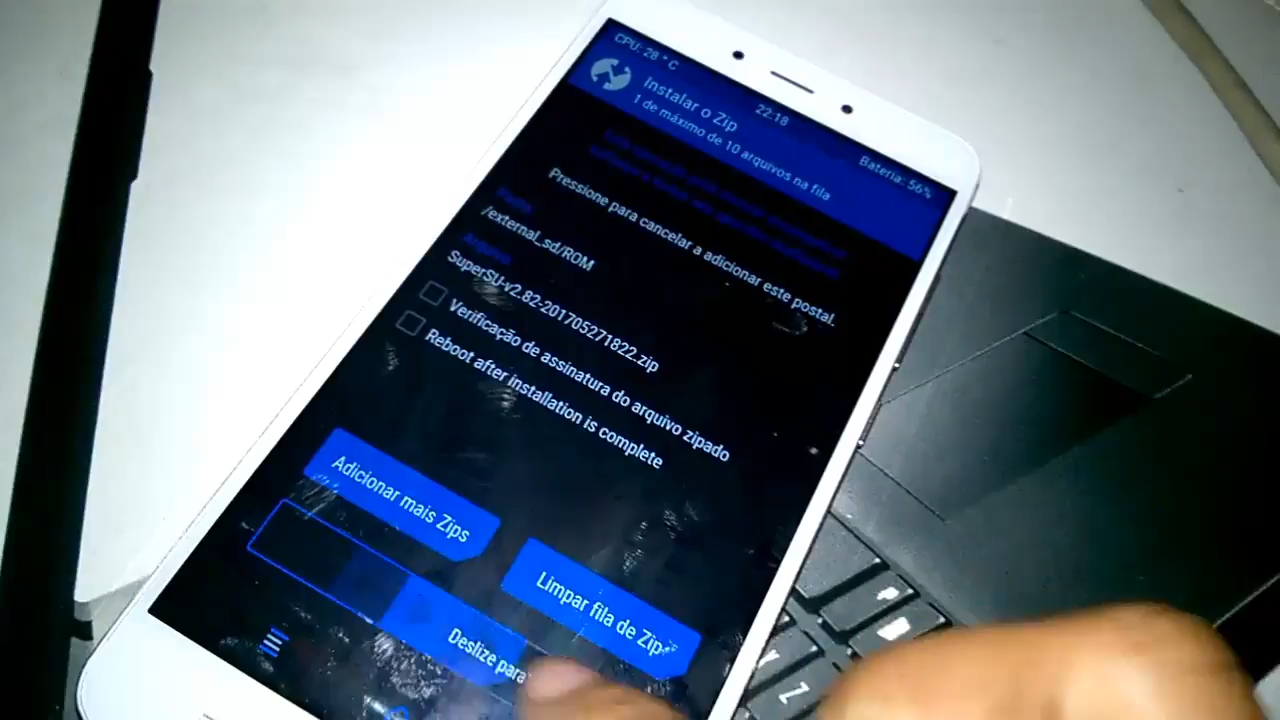 CPU: 28 °C
22:18
Bateria: 56%
Instalar o Zip
1 de máximo de 10 arquivos na fila
Pressione para cancelar a adicionar este postal.
/external_sd/ROM
SuperSU-v2.82-201705271822.zip
Verificação de assinatura do arquivo zipado
Reboot after installation is complete
Adicionar mais Zips
Limpar fila de Zips
Deslize para
Z